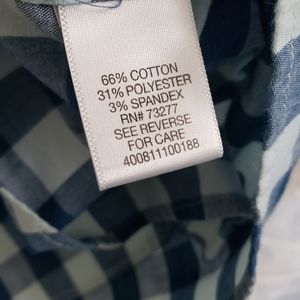 66% COTTON
31% POLYESTER
3% SPANDEX
RN# 73277
SEE REVERSE
FOR CARE
400811100188